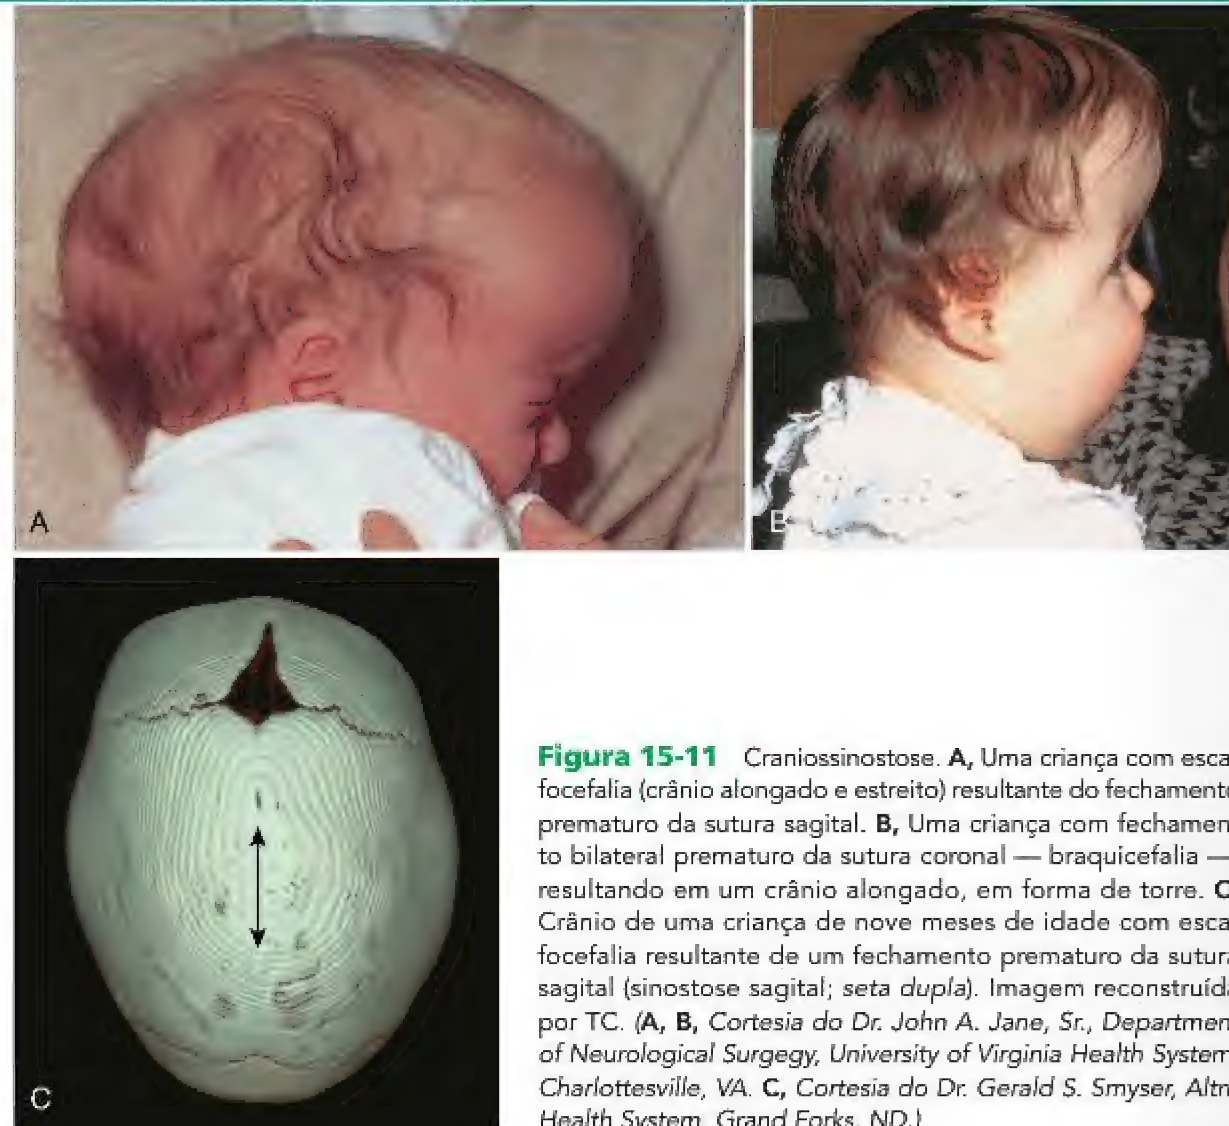 A
B
C
Figura 15-11 Craniossinostose. A, Uma criança com esca-
focefalia (crânio alongado e estreito) resultante do fechamento
prematuro da sutura sagital. B, Uma criança com fechamen-
to bilateral prematuro da sutura coronal — braquicefalia —
resultando em um crânio alongado, em forma de torre. C
Crânio de uma criança de nove meses de idade com esca-
focefalia resultante de um fechamento prematuro da sutura
sagital (sinostose sagital; seta dupla). Imagem reconstruída
por TC. (A, B, Cortesia do Dr. John A. Jane, Sr., Departmen
of Neurological Surgegy, University of Virginia Health System
Charlottesville, VA. C, Cortesia do Dr. Gerald S. Smyser, Altr
Health System, Grand Forks, ND.)